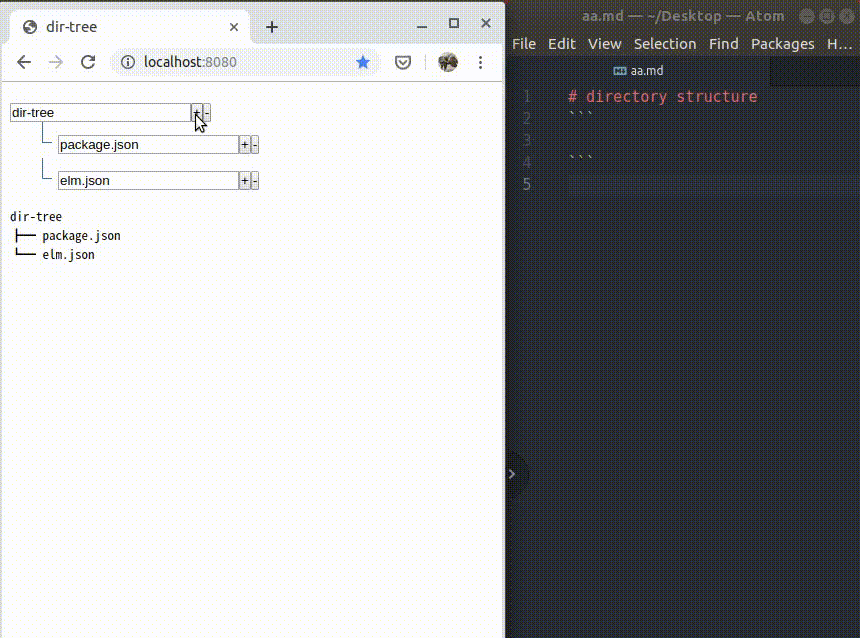 dir-tree
localhost:8080
dir-tree + -
package.json + -
elm.json + -
dir-tree
├── package.json
└── elm.json
aa.md — ~/Desktop — Atom
File Edit View Selection Find Packages H...
aa.md
1 # directory structure
2 ```
3
4 ```
5